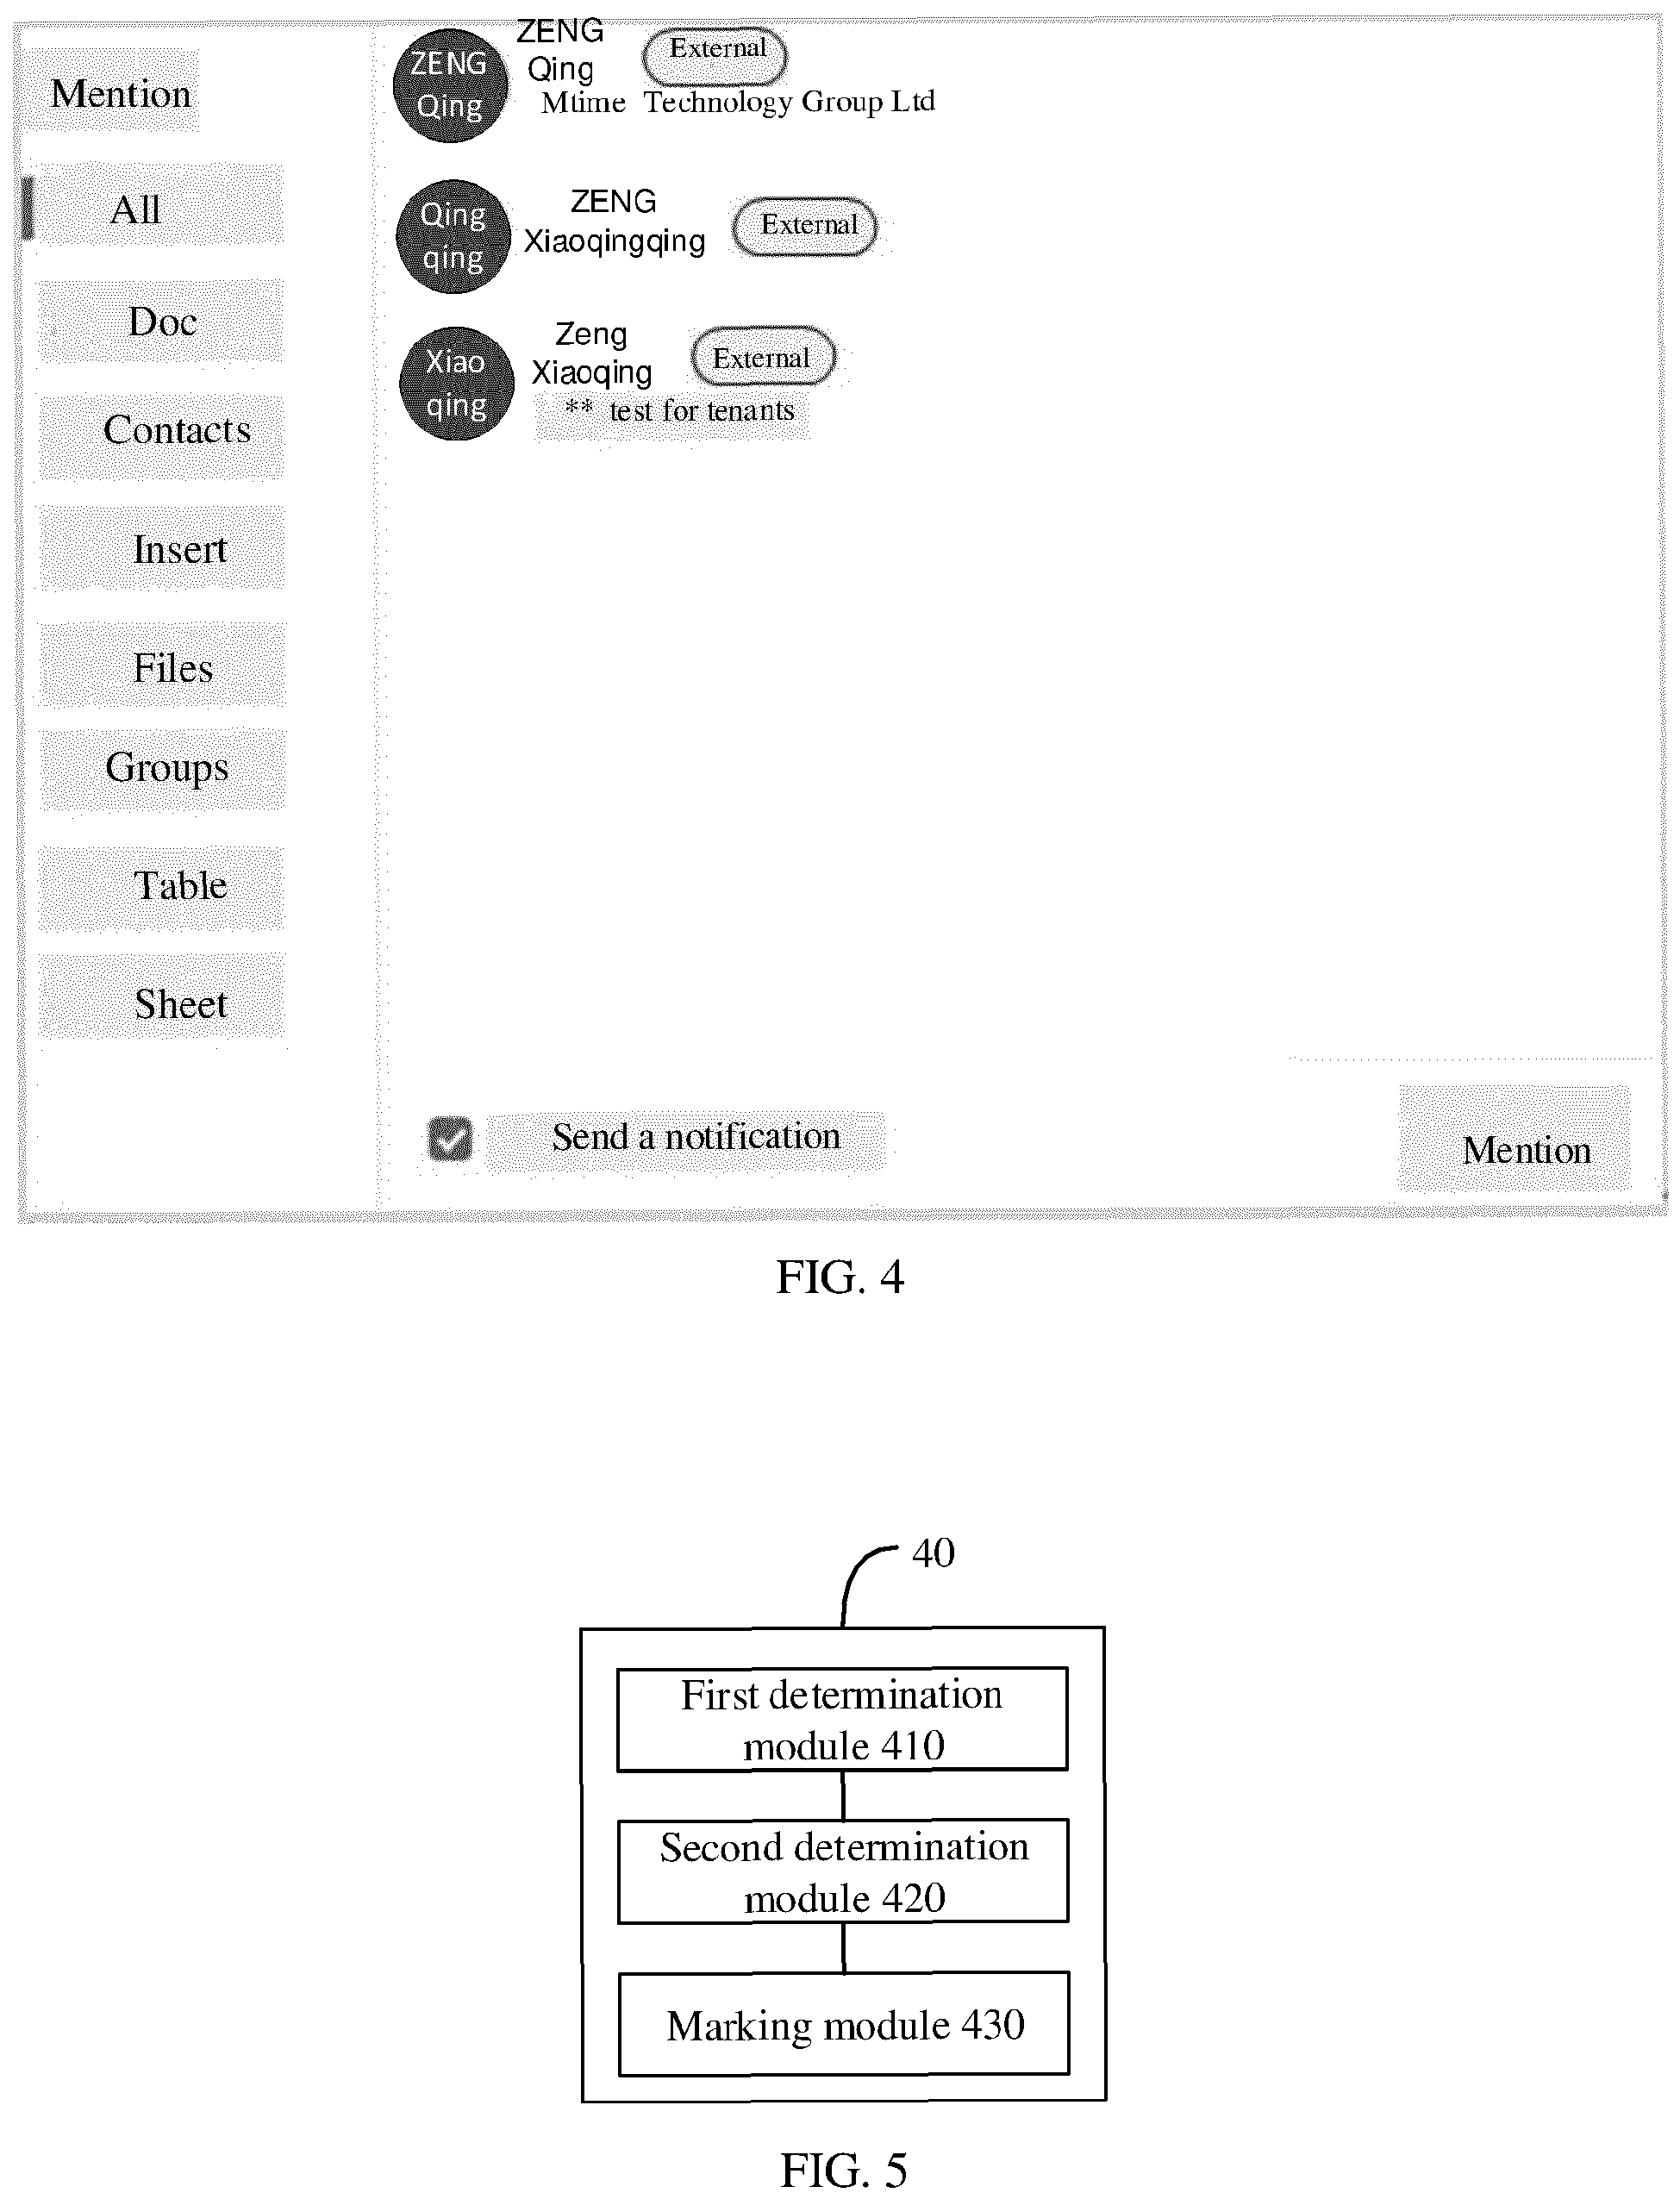 Mention
All
Doc
Contacts
Insert
Files
Groups
Table
Sheet
ZENG
Qing
ZENG
Qing
External
Mtime Technology Group Ltd
Qing
qing
ZENG
Xiaoqingqing
External
Xiao
qing
Zeng
Xiaoqing
External
** test for tenants
Send a notification
Mention
FIG. 4
40
First determination
module 410
Second determination
module 420
Marking module 430
FIG. 5